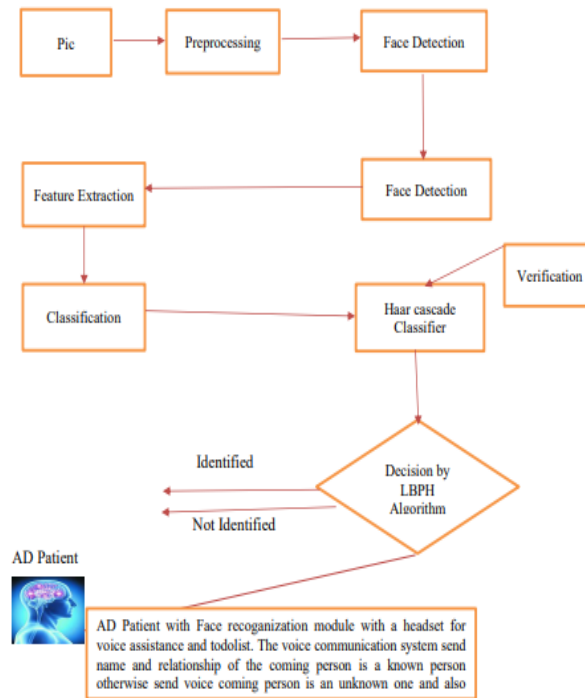 Pic
Preprocessing
Face Detection
Feature Extraction
Face Detection
Verification
Classification
Haar cascade
Classifier
Identified
Decision by
LBPH
Algorithm
Not Identified
AD Patient
AD Patient with Face recoganization module with a headset for
voice assistance and todolist. The voice communication system send
name and relationship of the coming person is a known person
otherwise send voice coming person is an unknown one and also